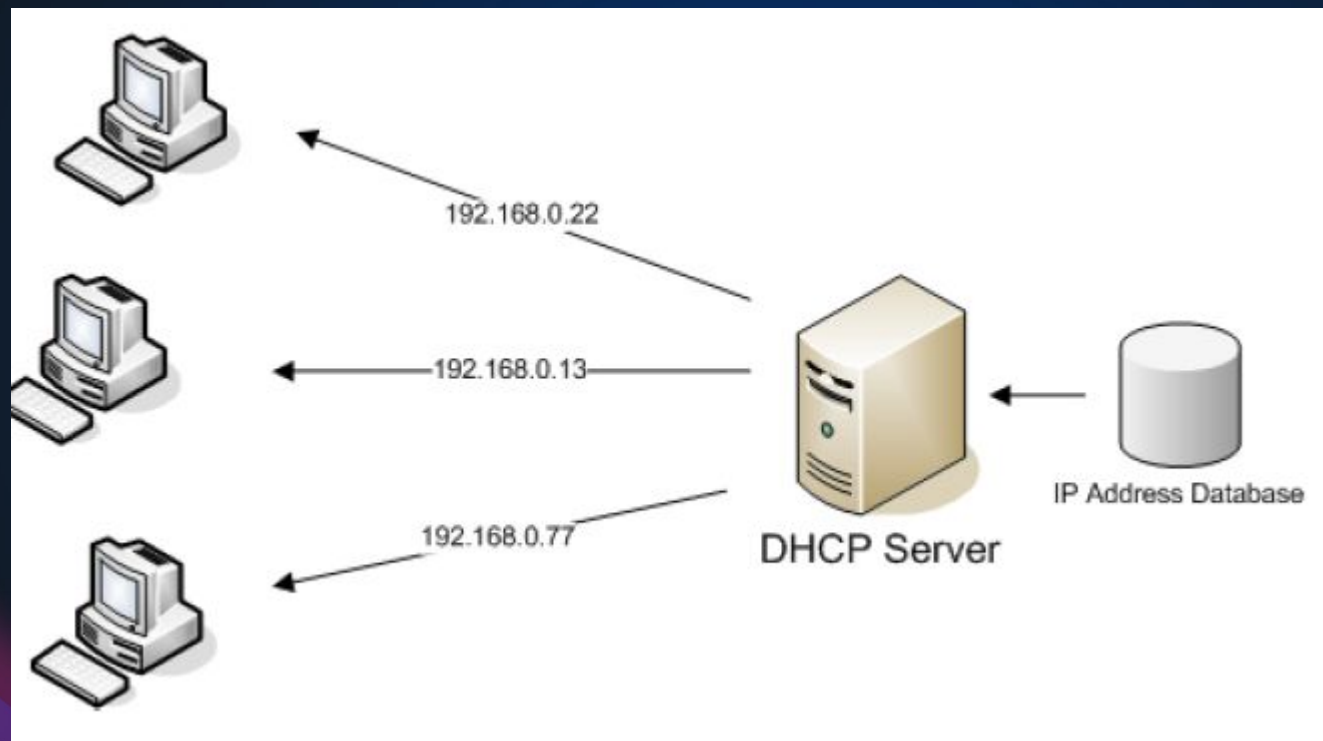 192.168.0.22
192.168.0.13
192.168.0.77
DHCP Server
IP Address Database